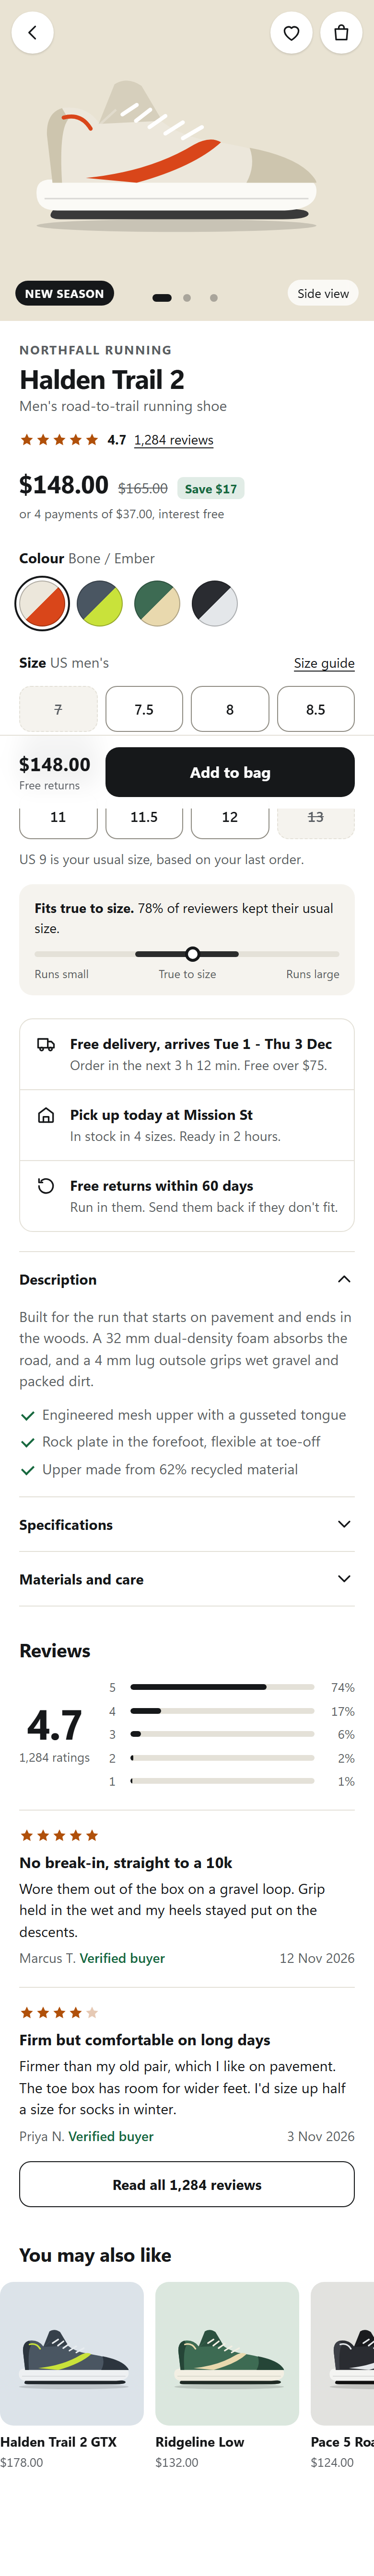 NEW SEASON
Side view
NORTHFALL RUNNING
Halden Trail 2
Men's road-to-trail running shoe
4.7 1,284 reviews
$148.00 $165.00 Save $17
or 4 payments of $37.00, interest free
Colour Bone / Ember
Size US men's
Size guide
7 7.5 8 8.5
$148.00
Free returns
Add to bag
11 11.5 12 13
US 9 is your usual size, based on your last order.
Fits true to size. 78% of reviewers kept their usual
size.
Runs small True to size Runs large
Free delivery, arrives Tue 1 - Thu 3 Dec
Order in the next 3 h 12 min. Free over $75.
Pick up today at Mission St
In stock in 4 sizes. Ready in 2 hours.
Free returns within 60 days
Run in them. Send them back if they don't fit.
Description
Built for the run that starts on pavement and ends in
the woods. A 32 mm dual-density foam absorbs the
road, and a 4 mm lug outsole grips wet gravel and
packed dirt.
Engineered mesh upper with a gusseted tongue
Rock plate in the forefoot, flexible at toe-off
Upper made from 62% recycled material
Specifications
Materials and care
Reviews
4.7
1,284 ratings
5 74%
4 17%
3 6%
2 2%
1 1%
No break-in, straight to a 10k
Wore them out of the box on a gravel loop. Grip
held in the wet and my heels stayed put on the
descents.
Marcus T. Verified buyer 12 Nov 2026
Firm but comfortable on long days
Firmer than my old pair, which I like on pavement.
The toe box has room for wider feet. I'd size up half
a size for socks in winter.
Priya N. Verified buyer 3 Nov 2026
Read all 1,284 reviews
You may also like
Halden Trail 2 GTX
$178.00
Ridgeline Low
$132.00
Pace 5 Roa
$124.00